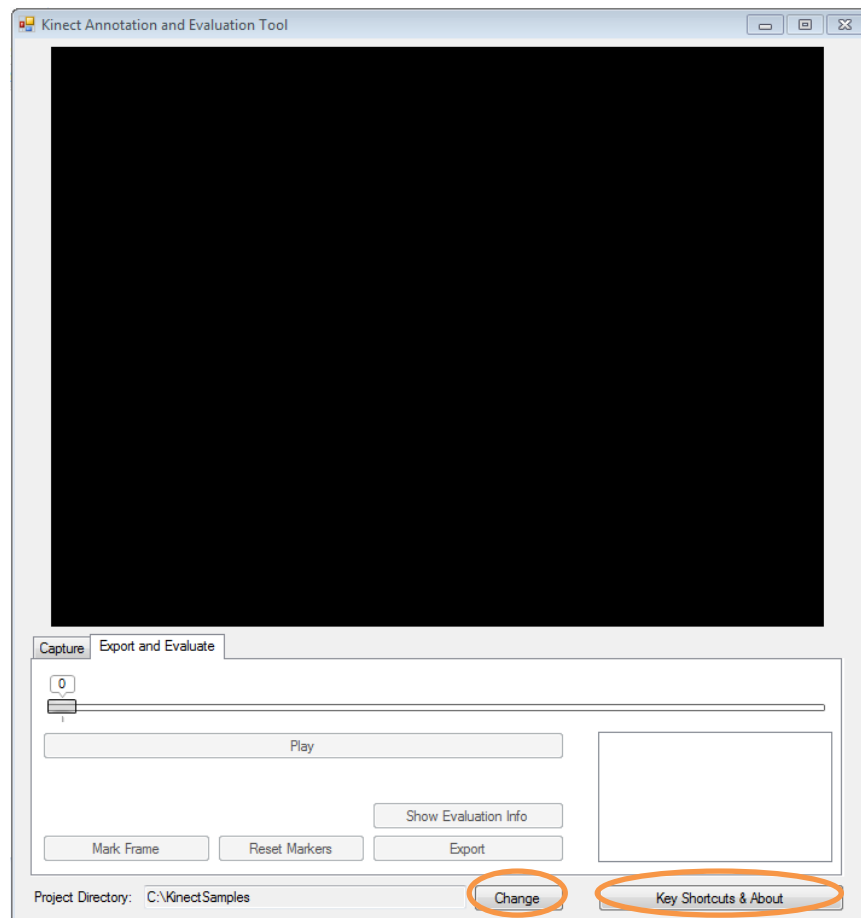 Kinect Annotation and Evaluation Tool
Capture Export and Evaluate
0
Play
Show Evaluation Info
Mark Frame Reset Markers Export
Project Directory: C:\KinectSamples Change Key Shortcuts & About